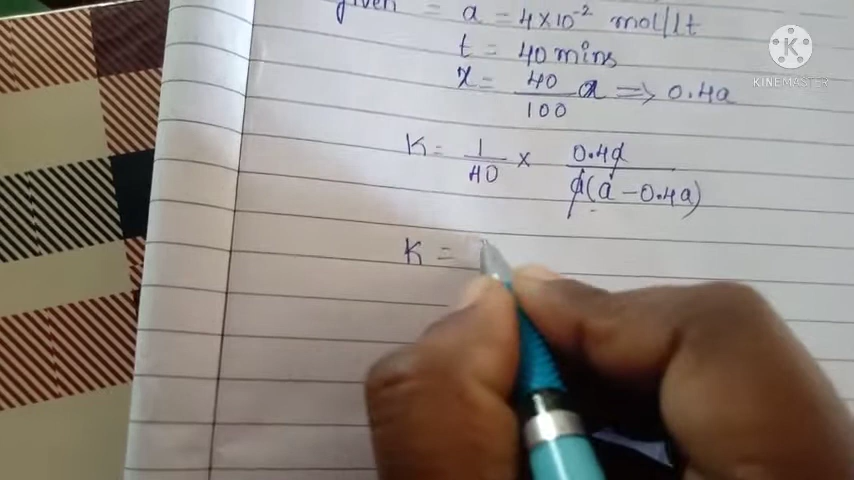 given = a = 4×10⁻² mol/lt
t = 40 mins
x = 40/100 a => 0.4a
K
KINEMASTER
K = 1/40 × 0.4a/a(a - 0.4a)
K =